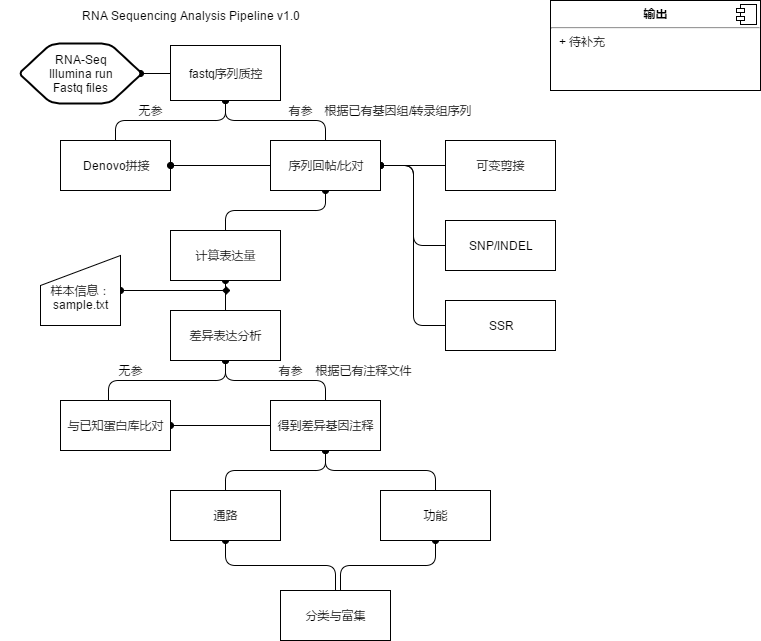 RNA Sequencing Analysis Pipeline v1.0
输出
+ 待补充
RNA-Seq
Illumina run
Fastq files
fastq序列质控
无参
有参 根据已有基因组/转录组序列
Denovo拼接
序列回帖/比对
可变剪接
计算表达量
SNP/INDEL
样本信息：
sample.txt
差异表达分析
SSR
无参
有参 根据已有注释文件
与已知蛋白库比对
得到差异基因注释
通路
功能
分类与富集